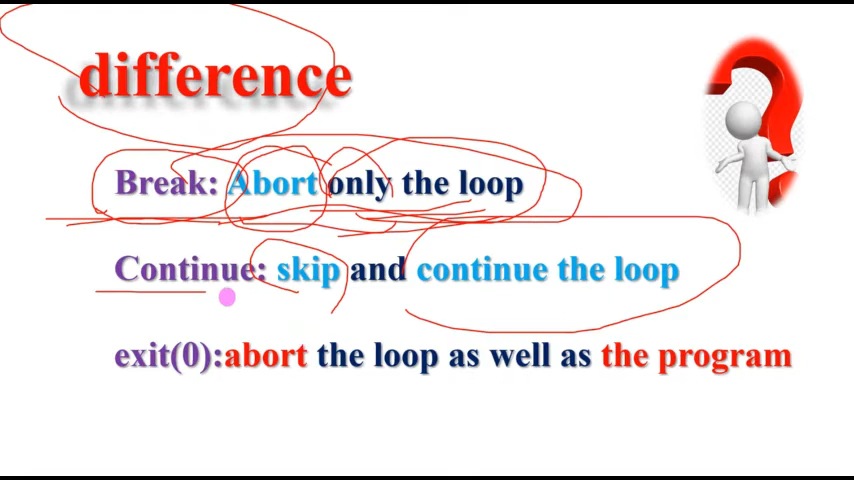 difference
Break: Abort only the loop
Continue: skip and continue the loop
exit(0):abort the loop as well as the program